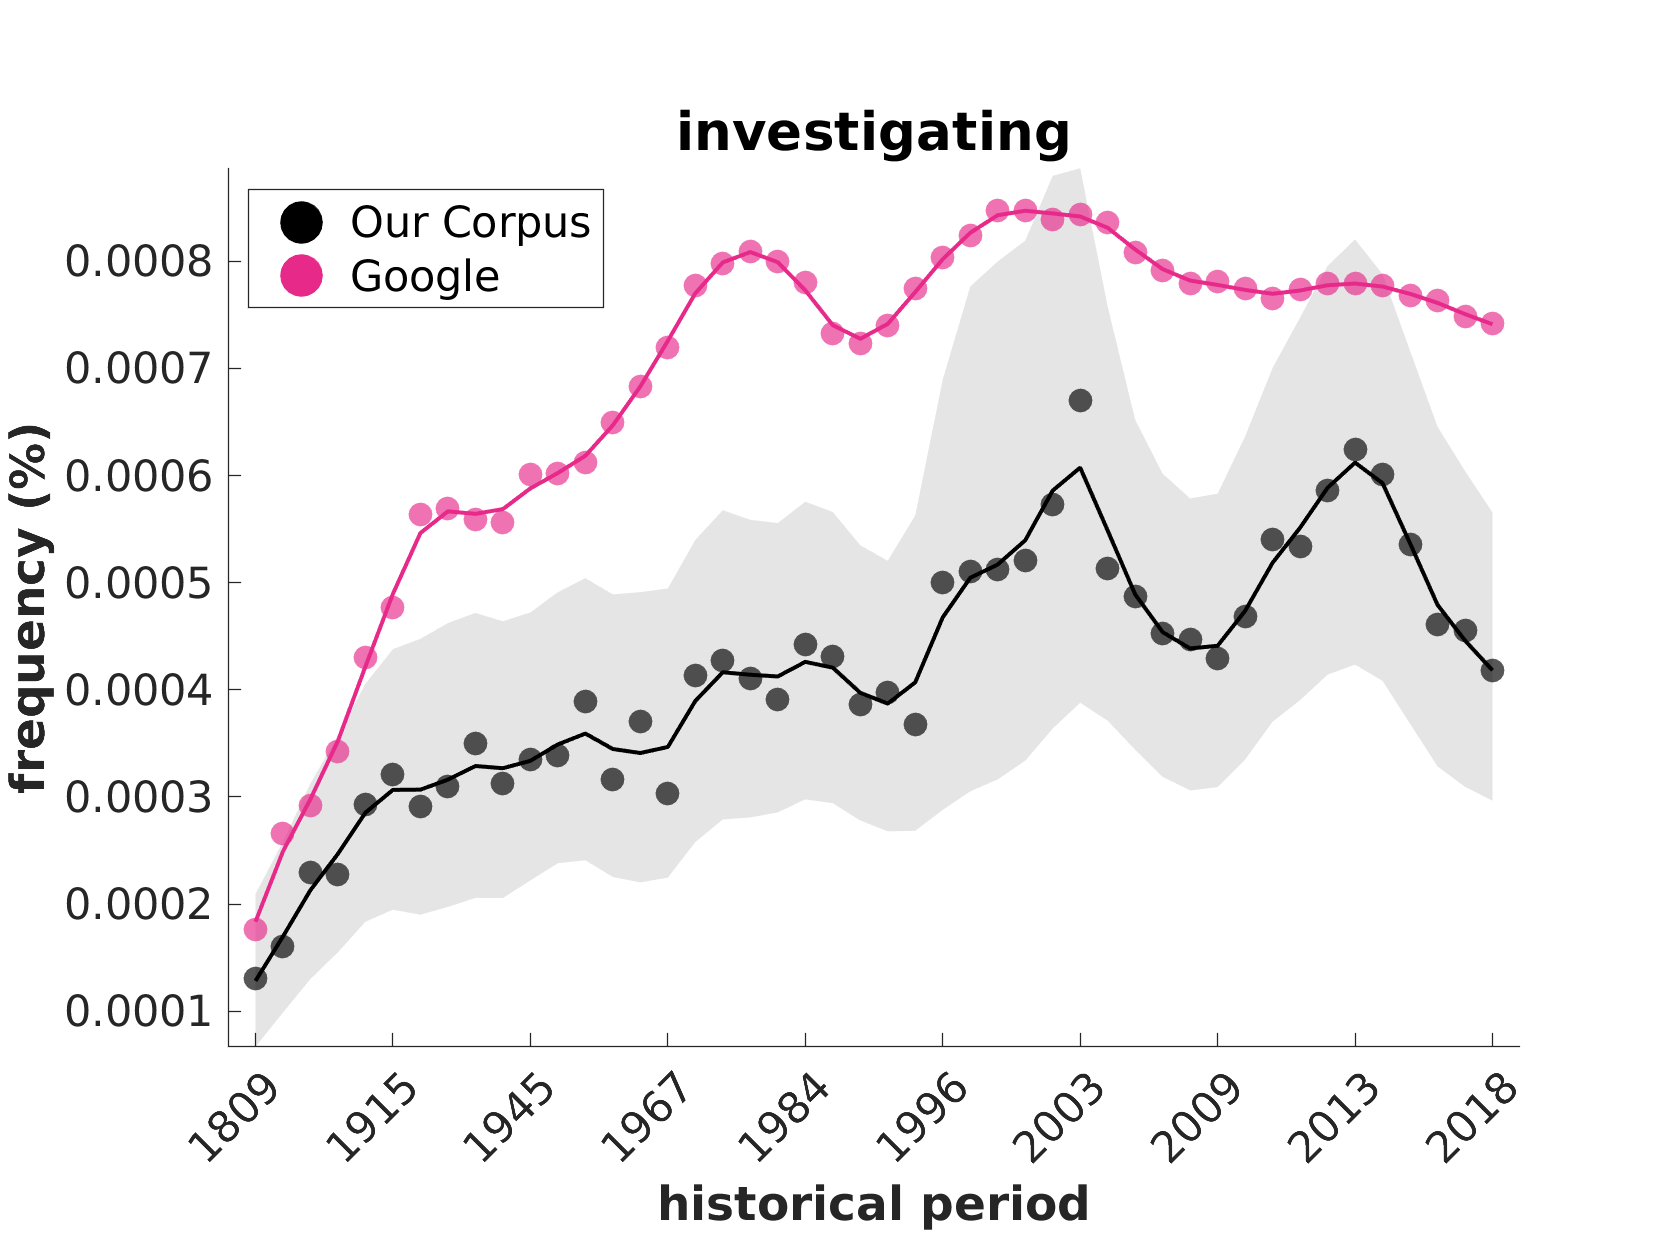 investigating
Our Corpus
Google
0.0008
0.0007
0.0006
0.0005
0.0004
0.0003
0.0002
0.0001
frequency (%)
1809 1915 1945 1967 1984 1996 2003 2009 2013 2018
historical period